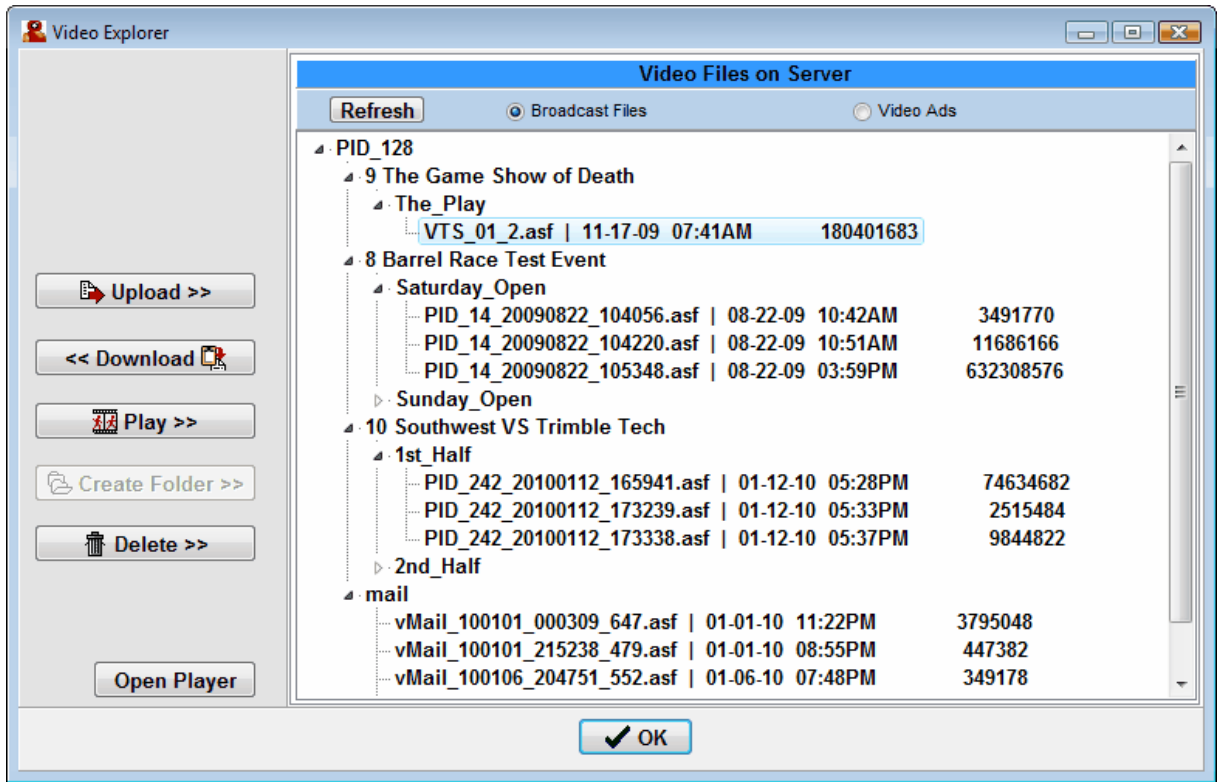 Video Explorer
Video Files on Server
Refresh Broadcast Files Video Ads
PID_128
9 The Game Show of Death
The_Play
VTS_01_2.asf | 11-17-09 07:41AM 180401683
8 Barrel Race Test Event
Saturday_Open
PID_14_20090822_104056.asf | 08-22-09 10:42AM 3491770
PID_14_20090822_104220.asf | 08-22-09 10:51AM 11686166
PID_14_20090822_105348.asf | 08-22-09 03:59PM 632308576
Sunday_Open
10 Southwest VS Trimble Tech
1st_Half
PID_242_20100112_165941.asf | 01-12-10 05:28PM 74634682
PID_242_20100112_173239.asf | 01-12-10 05:33PM 2515484
PID_242_20100112_173338.asf | 01-12-10 05:37PM 9844822
2nd_Half
mail
vMail_100101_000309_647.asf | 01-01-10 11:22PM 3795048
vMail_100101_215238_479.asf | 01-01-10 08:55PM 447382
vMail_100106_204751_552.asf | 01-06-10 07:48PM 349178
Upload >>
<< Download
Play >>
Create Folder >>
Delete >>
Open Player
OK